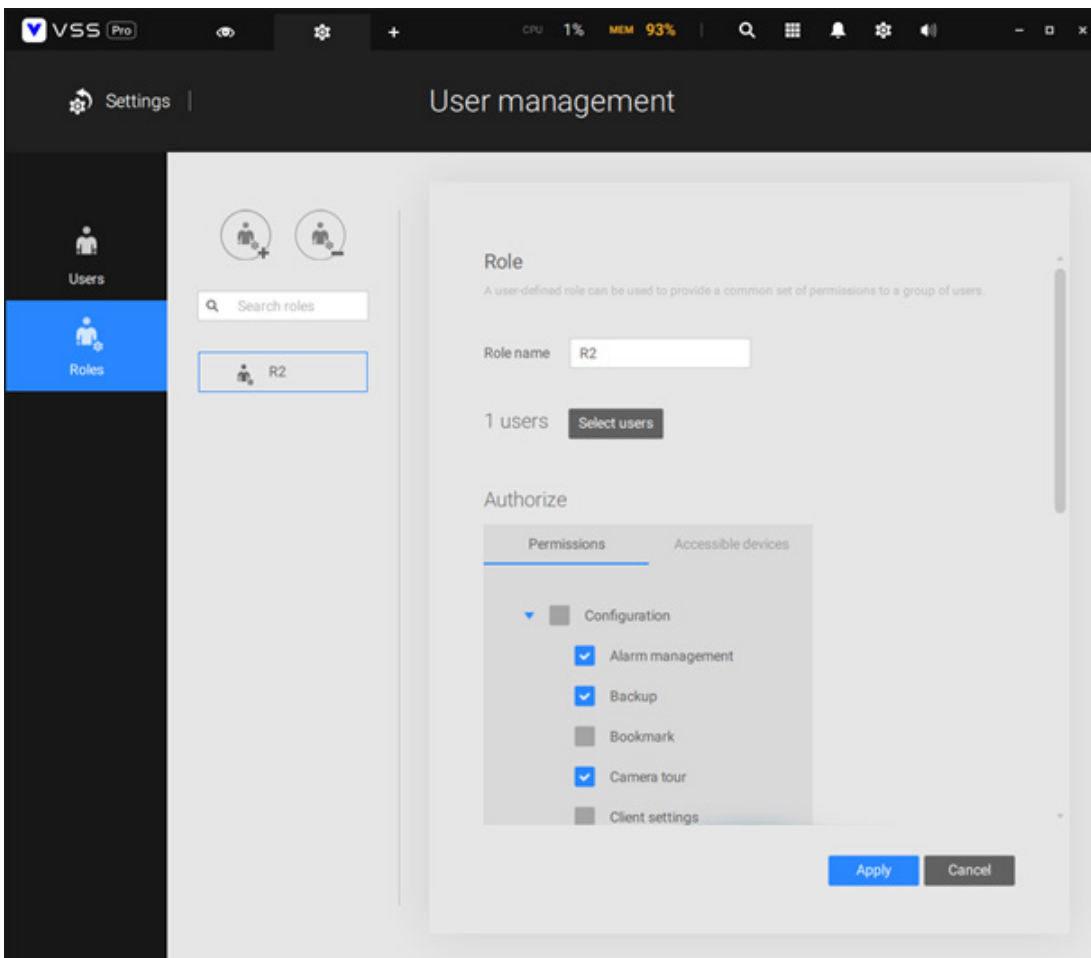 VSS Pro
CPU 1% MEM 93%
Settings
User management
Users
Roles
Search roles
R2
Role
A user-defined role can be used to provide a common set of permissions to a group of users.
Role name R2
1 users Select users
Authorize
Permissions Accessible devices
Configuration
Alarm management
Backup
Bookmark
Camera tour
Client settings
Apply Cancel